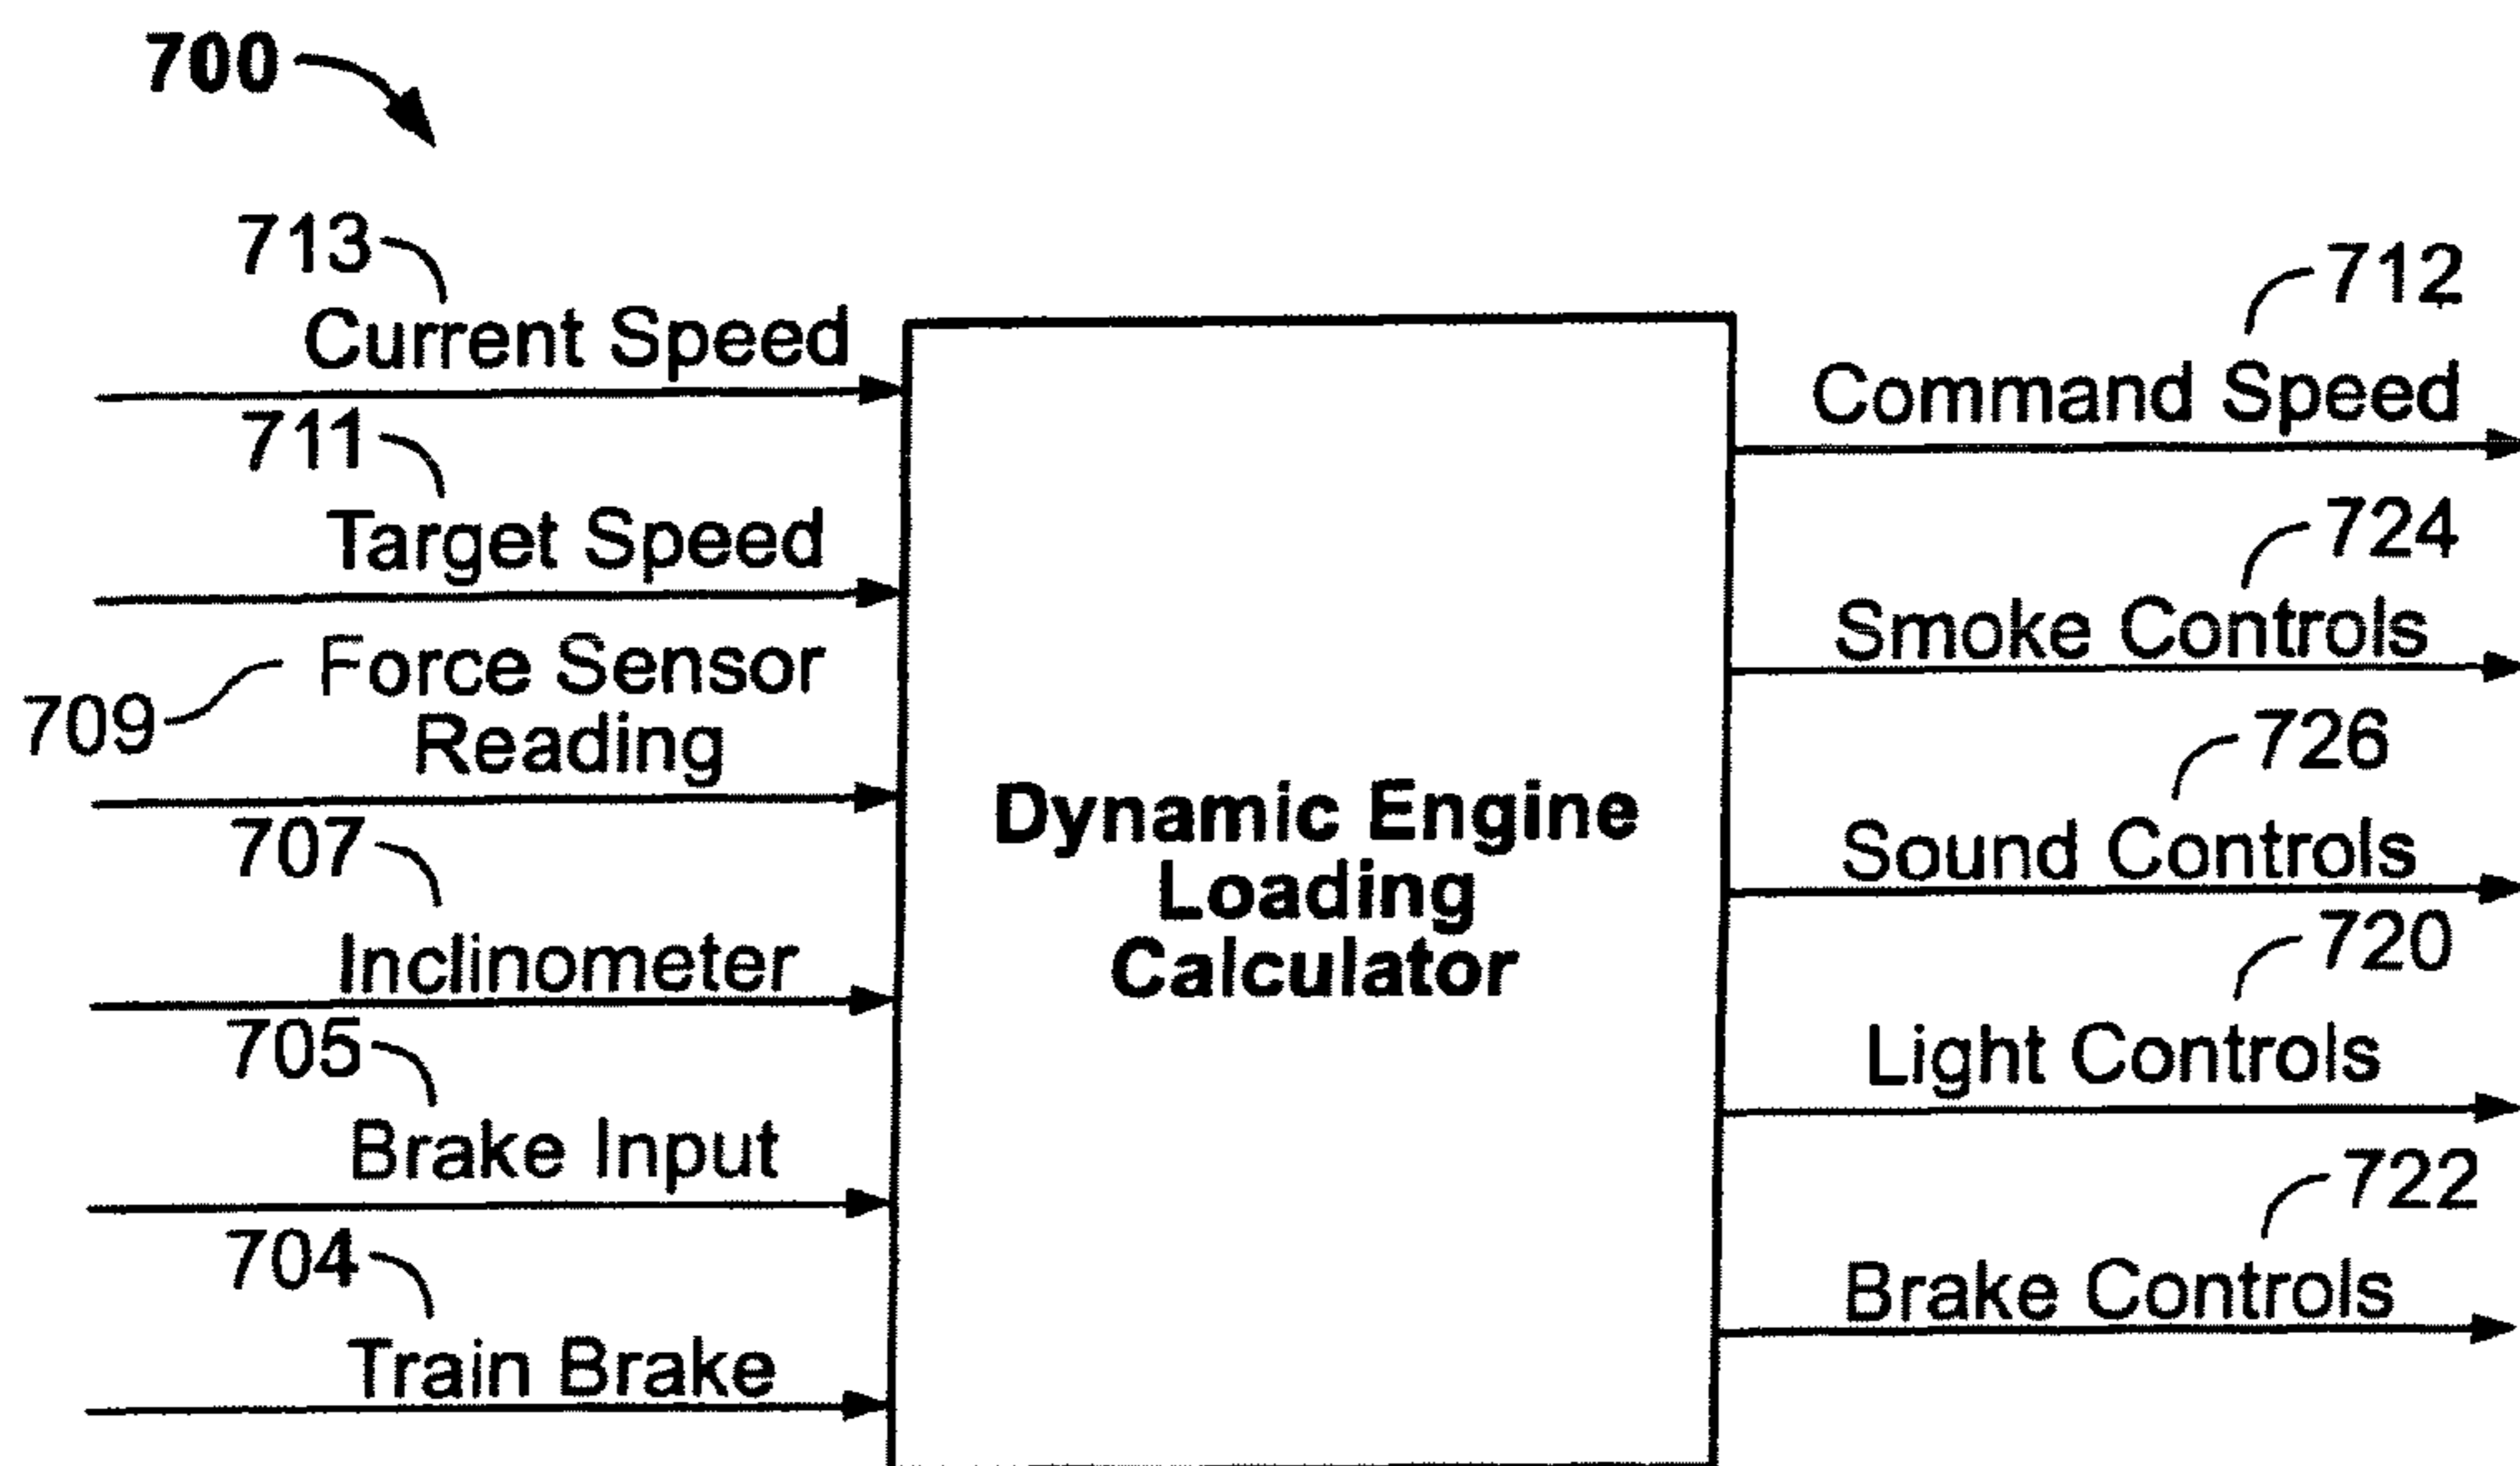 700
713
Current Speed
711
Target Speed
709
Force Sensor
Reading
707
Inclinometer
705
Brake Input
704
Train Brake
Dynamic Engine
Loading
Calculator
712
Command Speed
724
Smoke Controls
726
Sound Controls
720
Light Controls
722
Brake Controls